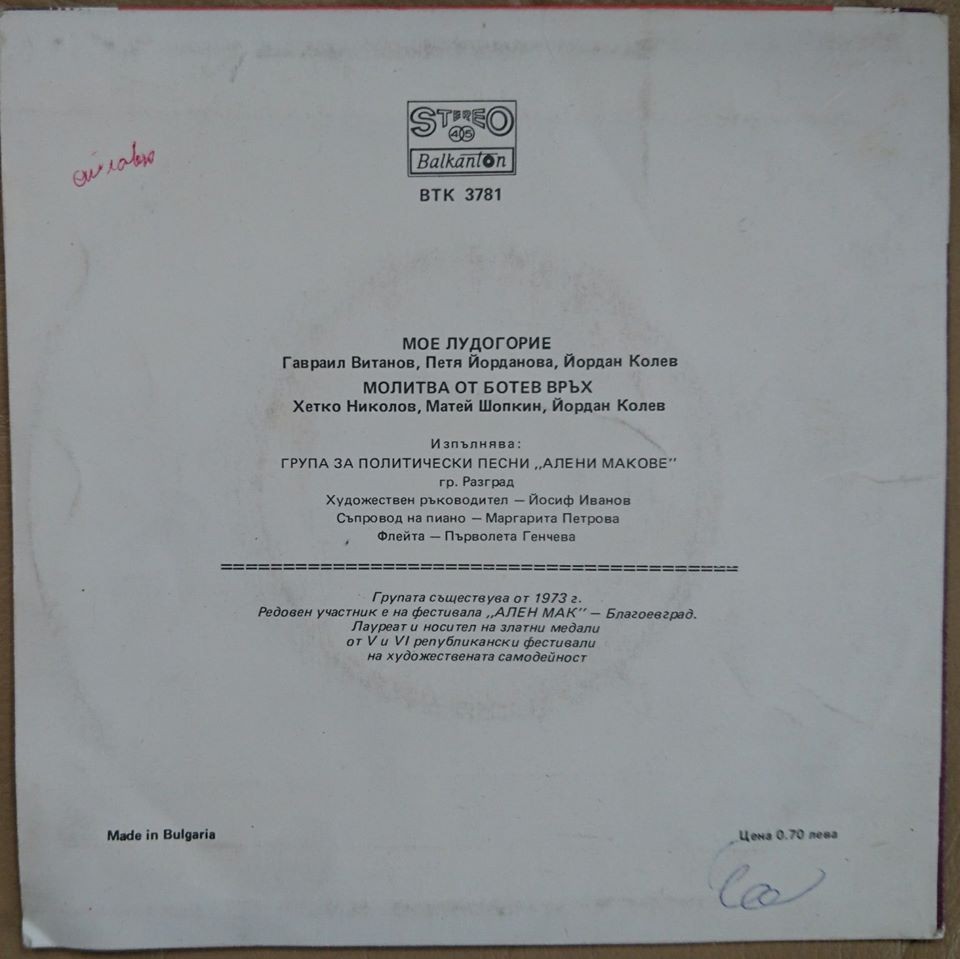 STEREO
45
Balkanton
ВТК 3781
МОЕ ЛУДОГОРИЕ
Гавраил Витанов, Петя Йорданова, Йордан Колев
МОЛИТВА ОТ БОТЕВ ВРЪХ
Хетко Николов, Матей Шопкин, Йордан Колев
Изпълнява:
ГРУПА ЗА ПОЛИТИЧЕСКИ ПЕСНИ „АЛЕНИ МАКОВЕ"
гр. Разград
Художествен ръководител — Йосиф Иванов
Съпровод на пиано — Маргарита Петрова
Флейта — Първолета Генчева
Групата съществува от 1973 г.
Редовен участник е на фестивала „АЛЕН МАК" — Благоевград.
Лауреат и носител на златни медали
от V и VI републикански фестивали
на художествената самодейност
Made in Bulgaria
Цена 0.70 лева